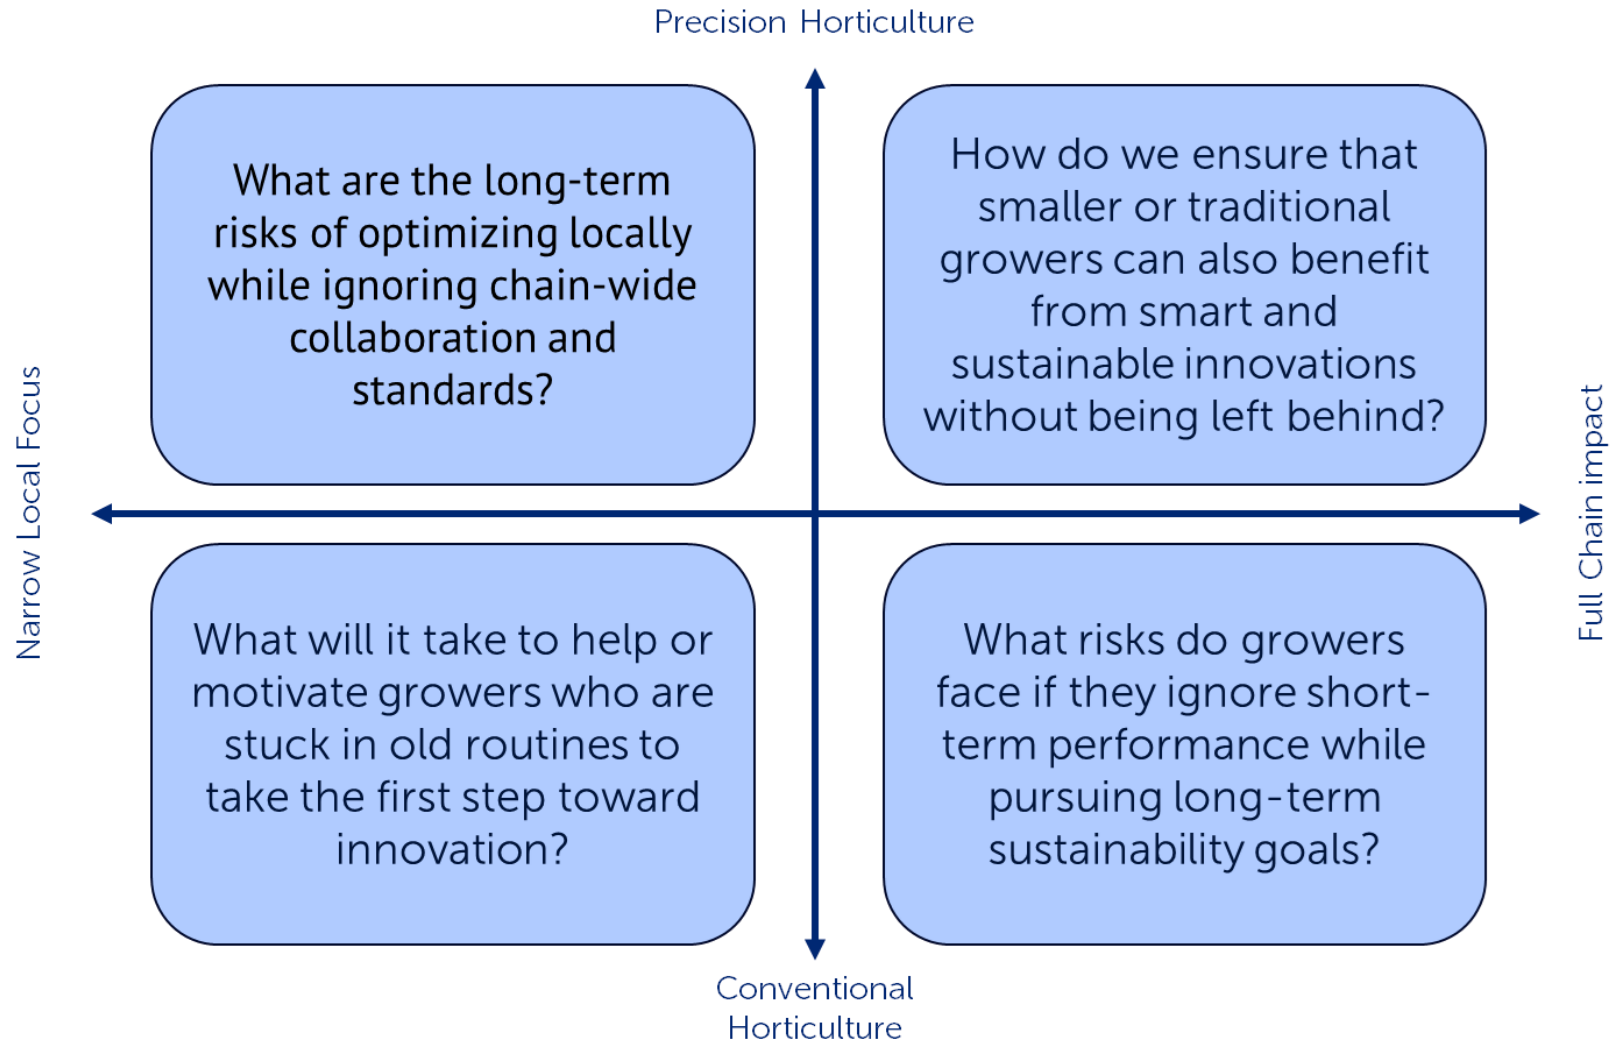 Precision Horticulture
What are the long-term
risks of optimizing locally
while ignoring chain-wide
collaboration and
standards?
How do we ensure that
smaller or traditional
growers can also benefit
from smart and
sustainable innovations
without being left behind?
Narrow Local Focus
Full Chain impact
What will it take to help or
motivate growers who are
stuck in old routines to
take the first step toward
innovation?
What risks do growers
face if they ignore short-
term performance while
pursuing long-term
sustainability goals?
Conventional
Horticulture